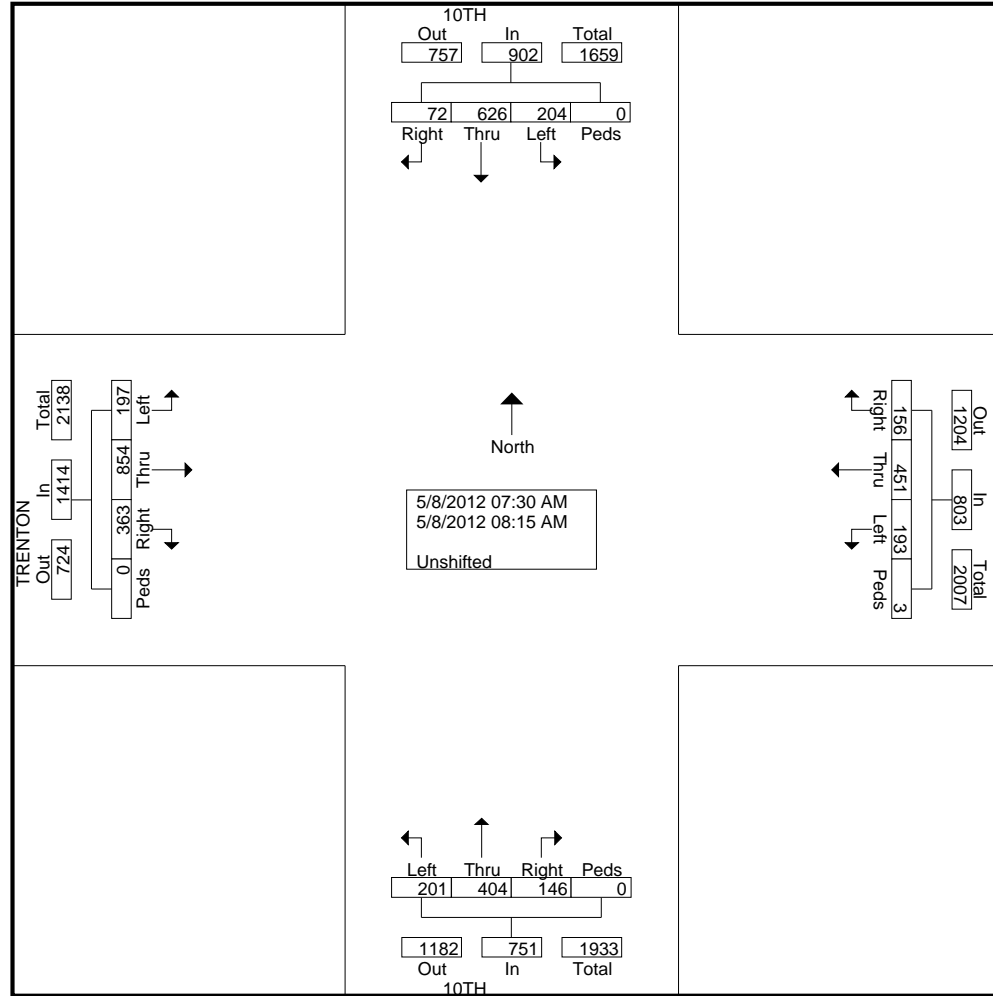 10TH
Out In Total
757 902 1659
72 626 204 0
Right Thru Left Peds
TRENTON
Total 2138
In 1414
Out 724
197 Left
854 Thru
363 Right
0 Peds
North
5/8/2012 07:30 AM
5/8/2012 08:15 AM
Unshifted
Right 156
Thru 451
Left 193
Peds 3
Out 1204
In 803
Total 2007
Left Thru Right Peds
201 404 146 0
1182 751 1933
Out In Total
10TH